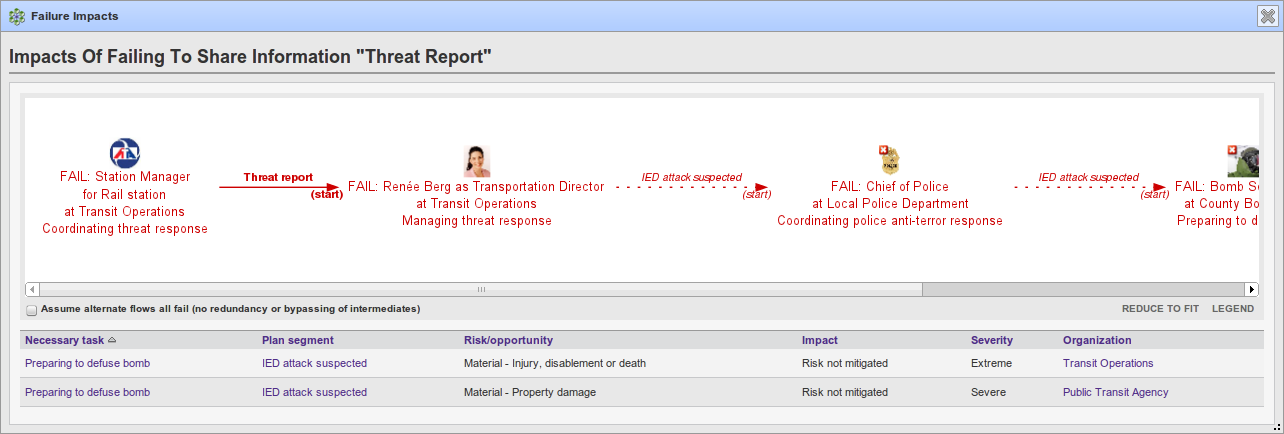 Failure Impacts
Impacts Of Failing To Share Information "Threat Report"
FAIL: Station Manager
for Rail station
at Transit Operations
Coordinating threat response
Threat report
(start)
FAIL: Renée Berg as Transportation Director
at Transit Operations
Managing threat response
IED attack suspected
(start)
FAIL: Chief of Police
at Local Police Department
Coordinating police anti-terror response
IED attack suspected
(start)
FAIL: Bomb
at County
Preparing to
Assume alternate flows all fail (no redundancy or bypassing of intermediates)
REDUCE TO FIT LEGEND
Necessary task Plan segment Risk/opportunity Impact Severity Organization
Preparing to defuse bomb IED attack suspected Material - Injury, disablement or death Risk not mitigated Extreme Transit Operations
Preparing to defuse bomb IED attack suspected Material - Property damage Risk not mitigated Severe Public Transit Agency